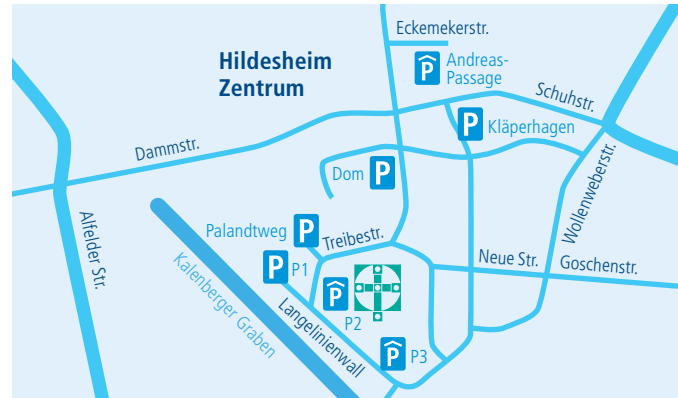 Eckemekerstr.
Hildesheim
Zentrum
P
Andreas-
Passage
Schuhstr.
P
Kläperhagen
Dammstr.
Dom
P
Wollenweberstr.
Alfelder Str.
Palandtweg
P
Treibestr.
Neue Str.
Goschenstr.
P
P1
Kalenberger Graben
P
P2
Langelinienwall
P
P3